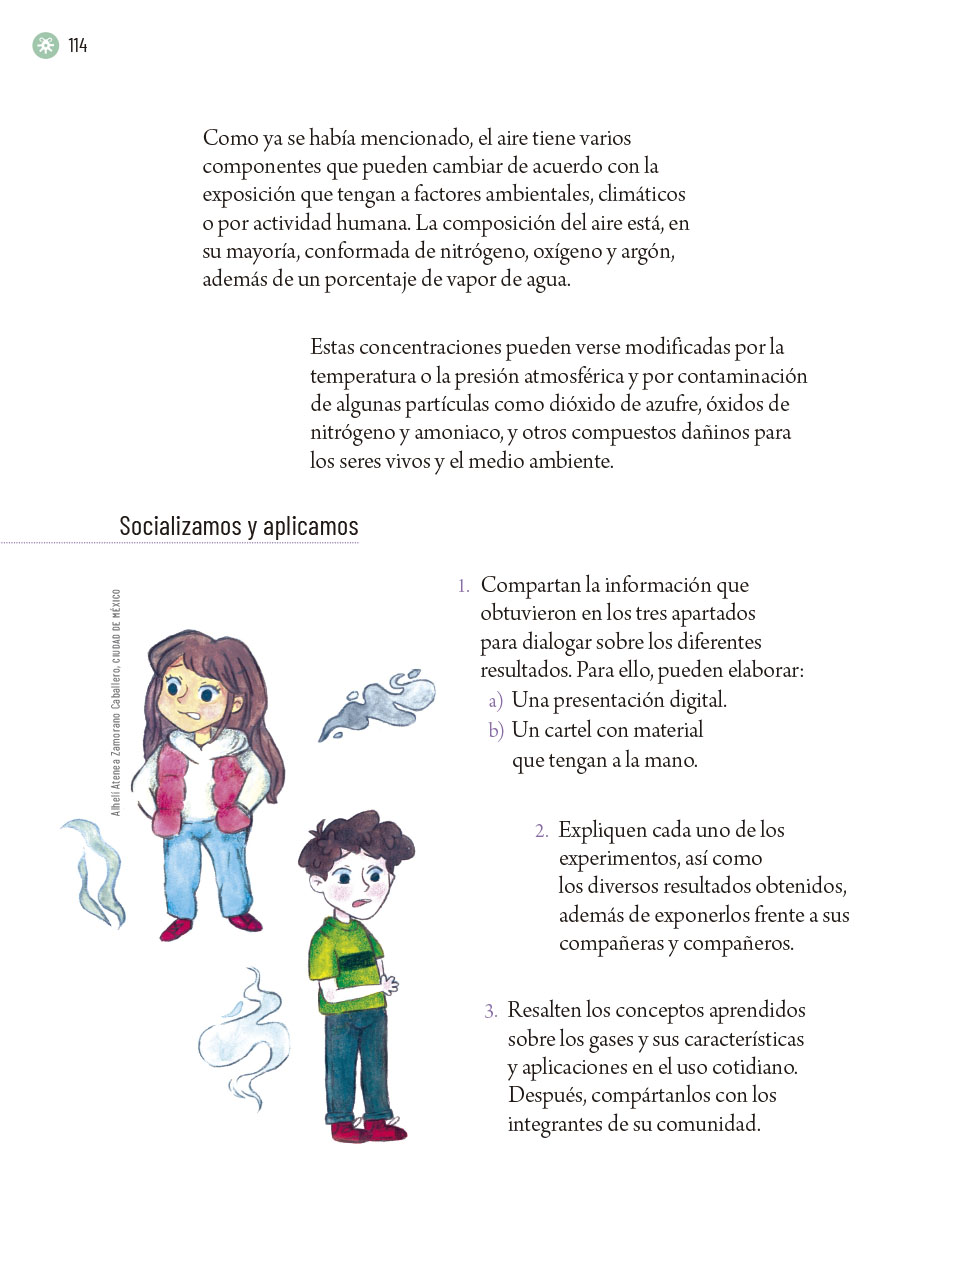 114
Como ya se había mencionado, el aire tiene varios
componentes que pueden cambiar de acuerdo con la
exposición que tengan a factores ambientales, climáticos
o por actividad humana. La composición del aire está, en
su mayoría, conformada de nitrógeno, oxígeno y argón,
además de un porcentaje de vapor de agua.
Estas concentraciones pueden verse modificadas por la
temperatura o la presión atmosférica y por contaminación
de algunas partículas como dióxido de azufre, óxidos de
nitrógeno y amoniaco, y otros compuestos dañinos para
los seres vivos y el medio ambiente.
Socializamos y aplicamos
Alhelí Atenea Zamorano Caballero, CIUDAD DE MÉXICO
1. Compartan la información que
obtuvieron en los tres apartados
para dialogar sobre los diferentes
resultados. Para ello, pueden elaborar:
a) Una presentación digital.
b) Un cartel con material
que tengan a la mano.
2. Expliquen cada uno de los
experimentos, así como
los diversos resultados obtenidos,
además de exponerlos frente a sus
compañeras y compañeros.
3. Resalten los conceptos aprendidos
sobre los gases y sus características
y aplicaciones en el uso cotidiano.
Después, compártanlos con los
integrantes de su comunidad.